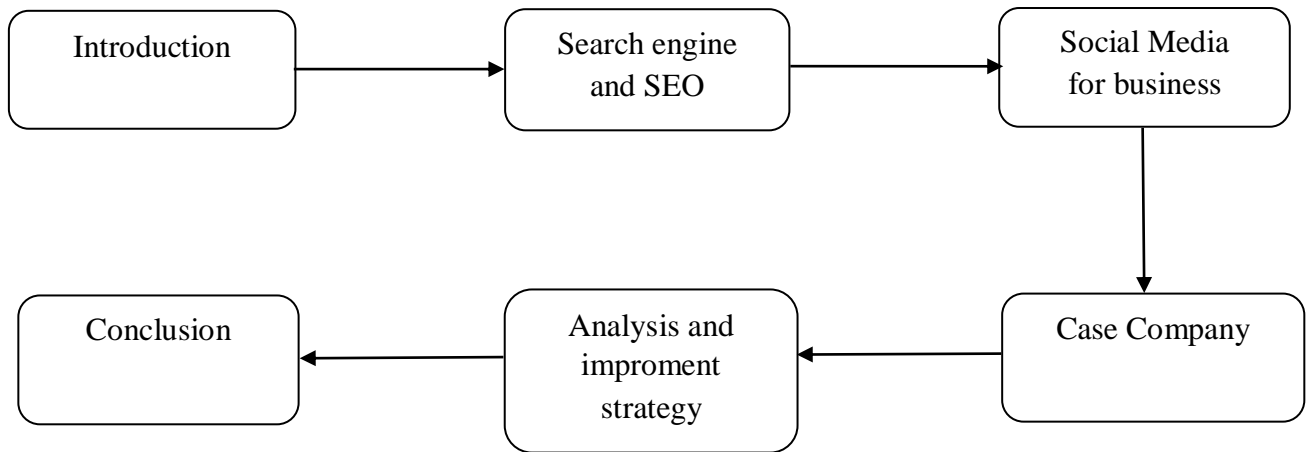 Introduction
Search engine
and SEO
Social Media
for business
Case Company
Analysis and
improment
strategy
Conclusion